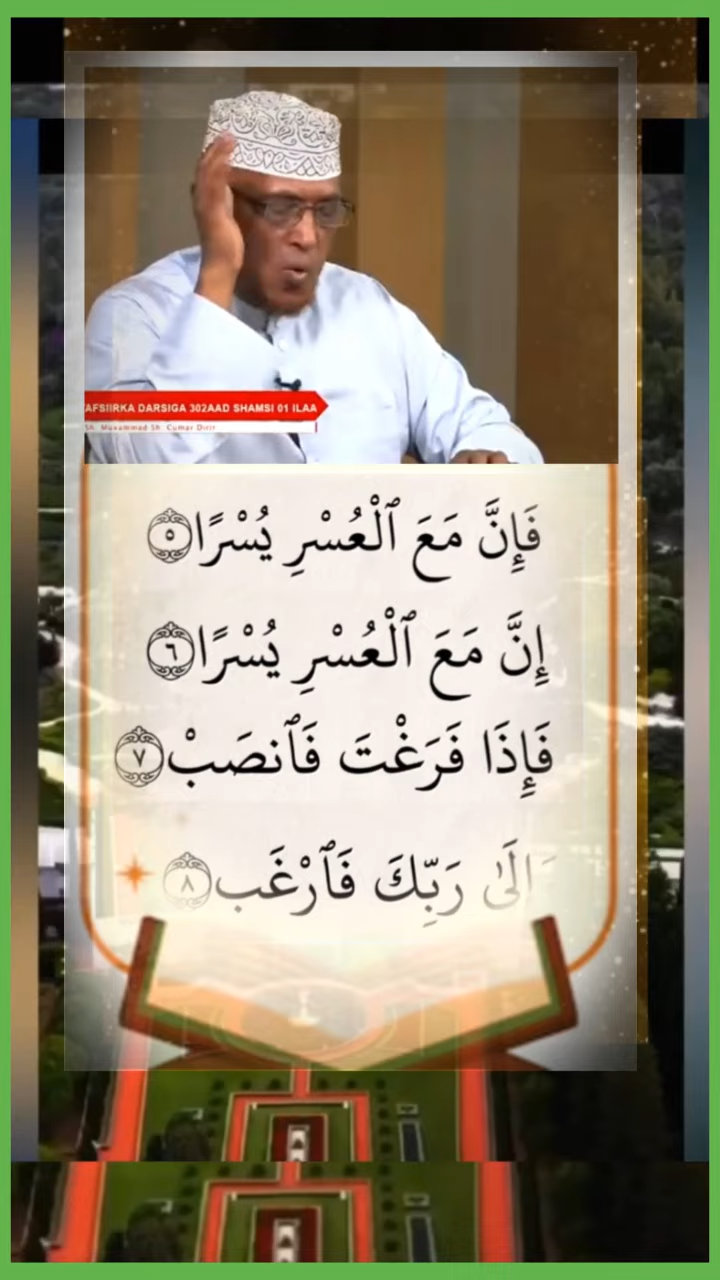 AFSIIRKA DARSIGA 302AAD SHAMSI 01 ILAA
Sh. Muxammad Sh. Cumar Dirir
فَإِنَّ مَعَ ٱلْعُسْرِ يُسْرًا ٥
إِنَّ مَعَ ٱلْعُسْرِ يُسْرًا ٦
فَإِذَا فَرَغْتَ فَٱنصَبْ ٧
وَإِلَىٰ رَبِّكَ فَٱرْغَب ٨